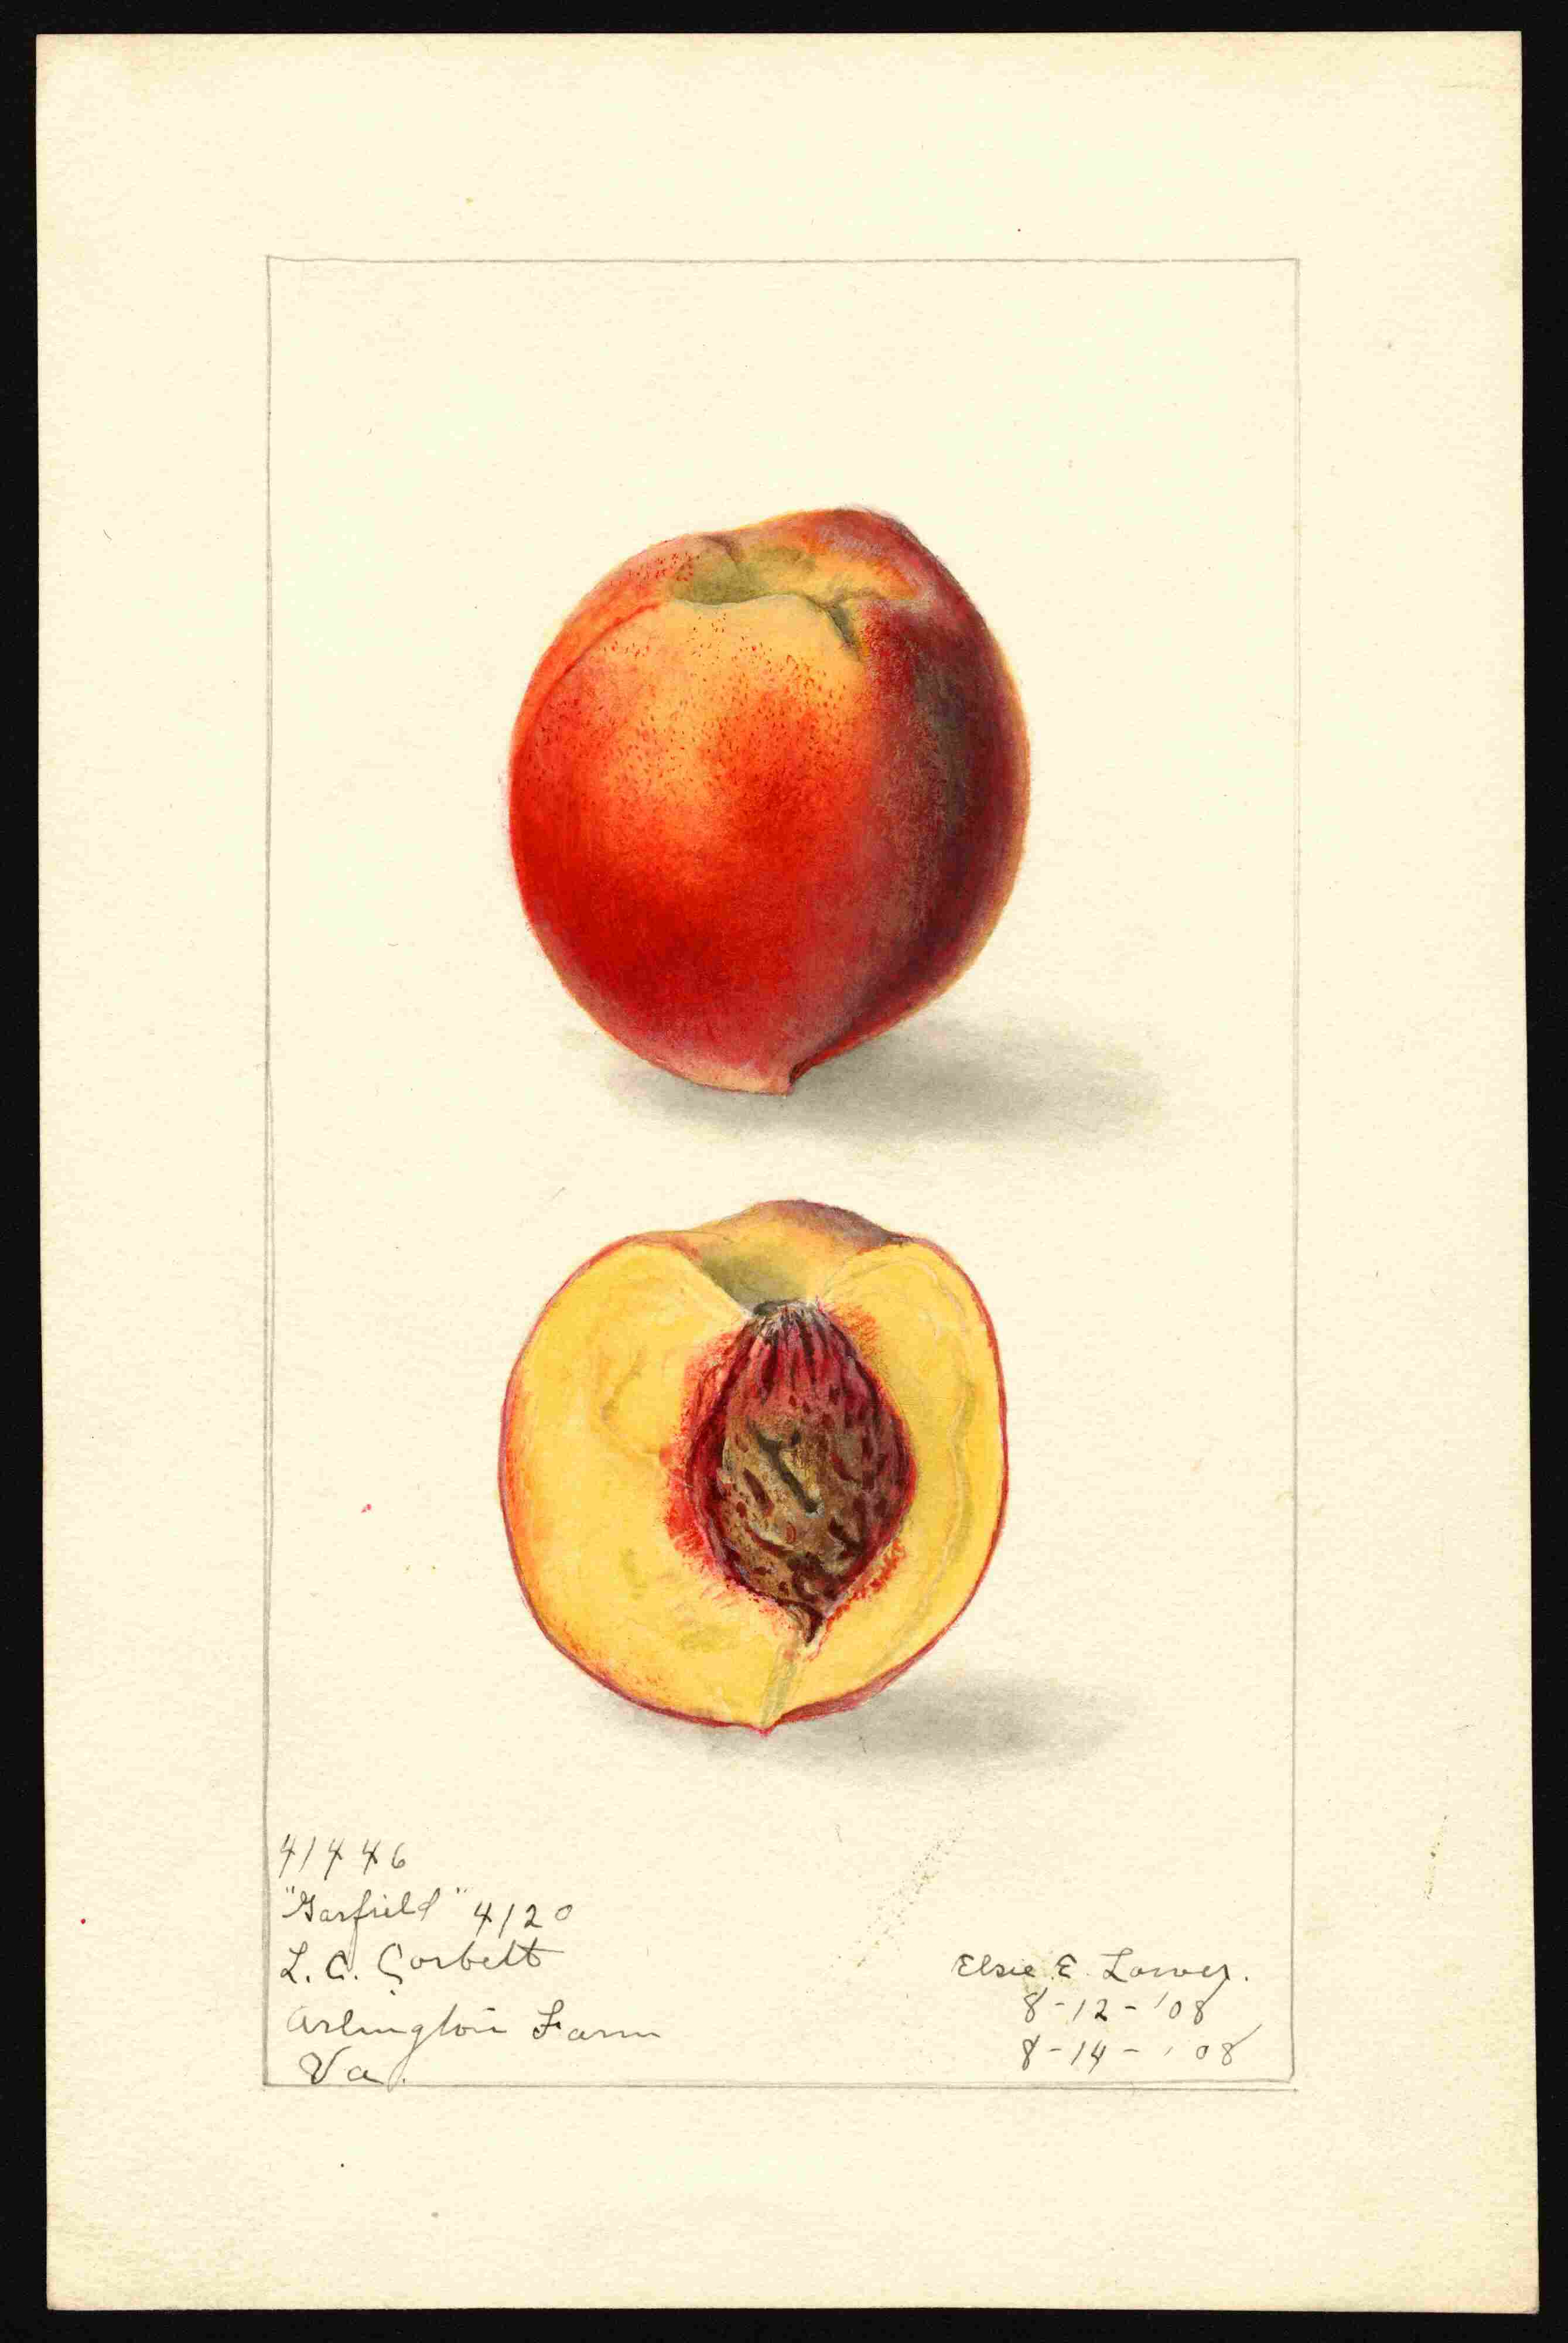 41446
"Garfield" 4120
L. C. Corbett
Arlington Farm
Va.
Elsie E. Lower.
8-12-'08
8-14-'08